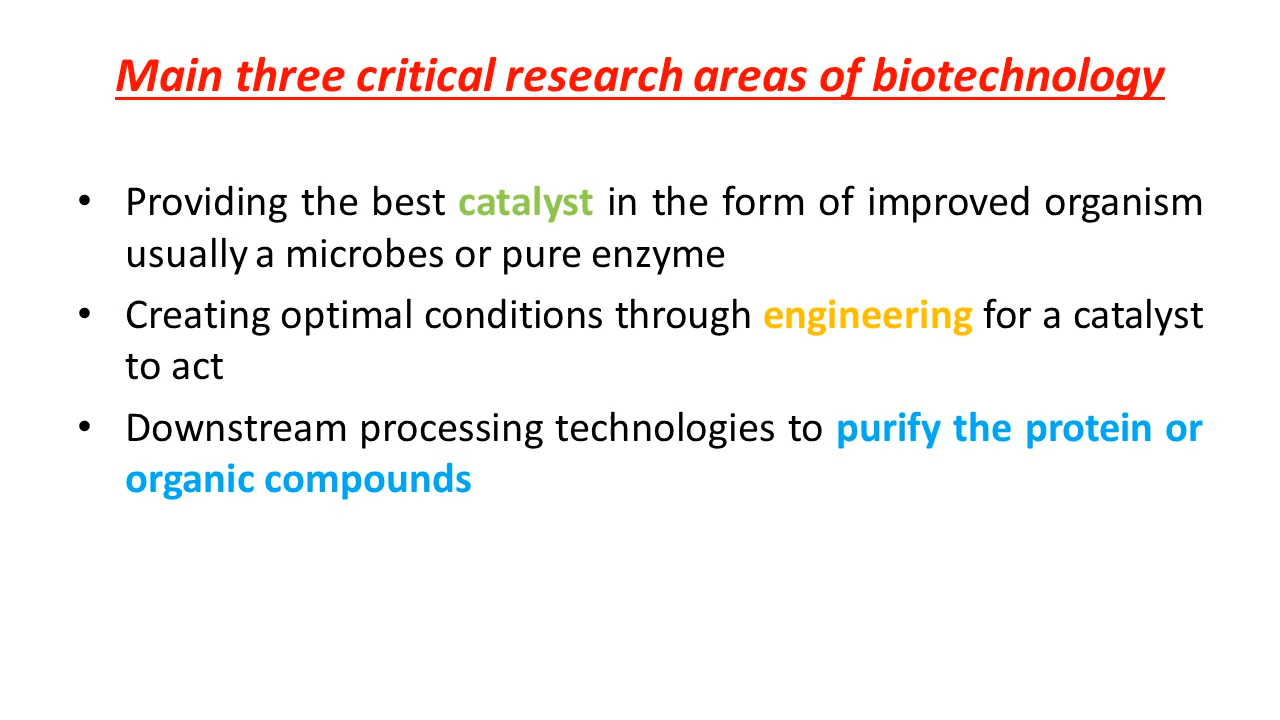 Main three critical research areas of biotechnology
• Providing the best catalyst in the form of improved organism
usually a microbes or pure enzyme
• Creating optimal conditions through engineering for a catalyst
to act
• Downstream processing technologies to purify the protein or
organic compounds